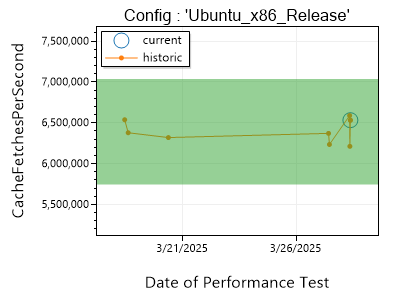 Config : 'Ubuntu_x86_Release'
current
historic
CacheFetchesPerSecond
7,500,000
7,000,000
6,500,000
6,000,000
5,500,000
3/21/2025
3/26/2025
Date of Performance Test